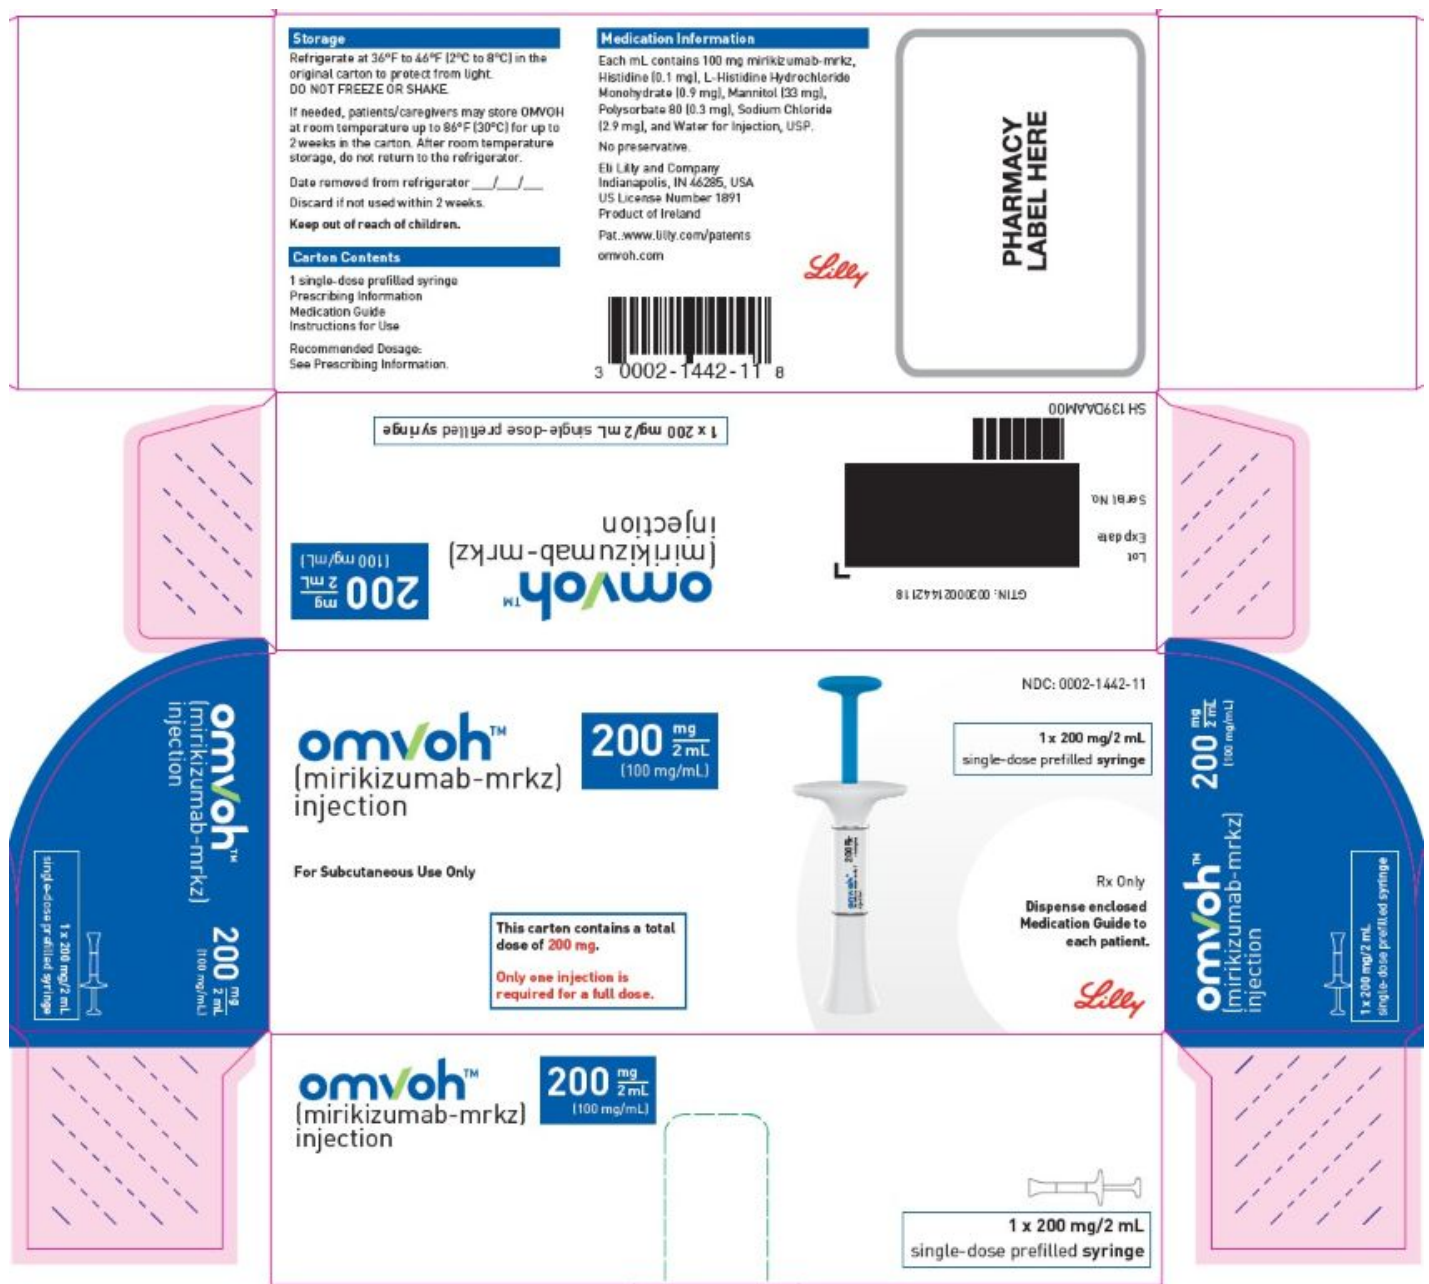 Storage
Refrigerate at 36°F to 46°F (2°C to 8°C) in the
original carton to protect from light.
DO NOT FREEZE OR SHAKE.
If needed, patients/caregivers may store OMVOH
at room temperature up to 86°F (30°C) for up to
2 weeks in the carton. After room temperature
storage, do not return to the refrigerator.
Date removed from refrigerator ___/___/___
Discard if not used within 2 weeks.
Keep out of reach of children.
Carton Contents
1 single-dose prefilled syringe
Prescribing Information
Medication Guide
Instructions for Use
Recommended Dosage:
See Prescribing Information.
Medication Information
Each mL contains 100 mg mirikizumab-mrkz,
Histidine (0.1 mg), L-Histidine Hydrochloride
Monohydrate (0.9 mg), Mannitol (33 mg),
Polysorbate 80 (0.3 mg), Sodium Chloride
(2.9 mg), and Water for Injection, USP.
No preservative.
Eli Lilly and Company
Indianapolis, IN 46285, USA
US License Number 1891
Product of Ireland
Pat.:www.lilly.com/patents
omvoh.com
Lilly
3 0002-1442-11 8
PHARMACY
LABEL HERE
GTIN: 00300021442118
Lot
Exp date
Serial No.
SH139DAAM00
omvoh™
(mirikizumab-mrkz)
injection
200 mg/2 mL
(100 mg/mL)
1 x 200 mg/2 mL single-dose prefilled syringe
omvoh™
(mirikizumab-mrkz)
injection
200 mg/2 mL
(100 mg/mL)
1 x 200 mg/2 mL
single-dose prefilled syringe
omvoh™
(mirikizumab-mrkz)
injection
200 mg/2 mL
(100 mg/mL)
For Subcutaneous Use Only
This carton contains a total
dose of 200 mg.
Only one injection is
required for a full dose.
omvoh™
NDC: 0002-1442-11
1 x 200 mg/2 mL
single-dose prefilled syringe
Rx Only
Dispense enclosed
Medication Guide to
each patient.
Lilly
omvoh™
(mirikizumab-mrkz)
injection
200 mg/2 mL
(100 mg/mL)
1 x 200 mg/2 mL
single-dose prefilled syringe
omvoh™
(mirikizumab-mrkz)
injection
200 mg/2 mL
(100 mg/mL)
1 x 200 mg/2 mL
single-dose prefilled syringe